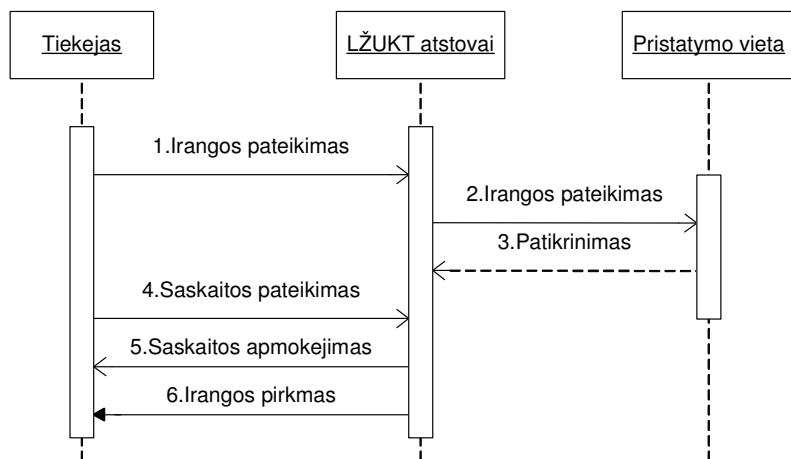 Tiekejas
LŽUKT atstovai
Pristatymo vieta
1.Irangos pateikimas
2.Irangos pateikimas
3.Patikrinimas
4.Saskaitos pateikimas
5.Saskaitos apmokejimas
6.Irangos pirkmas